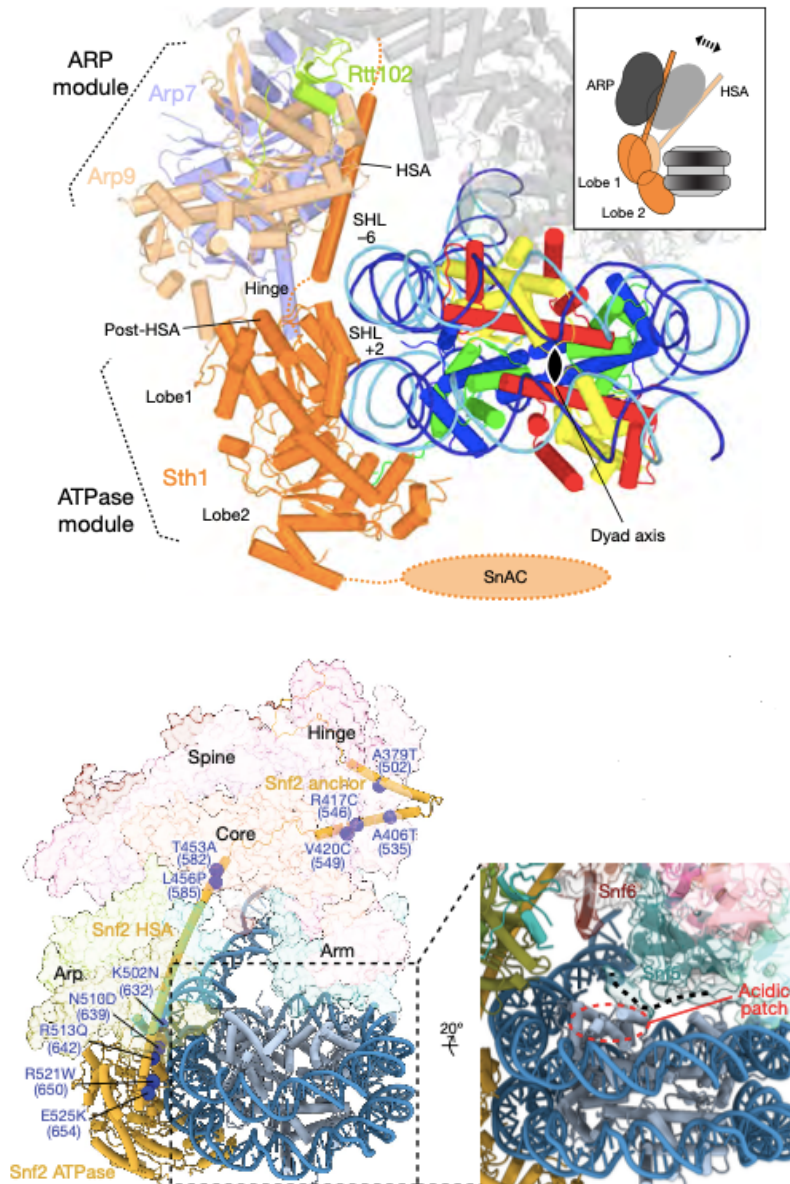 ARP
module
Arp7
Rtt102
Arp9
HSA
SHL
–6
Hinge
Post-HSA
SHL
+2
Lobe1
Sth1
ATPase
module
Lobe2
Dyad axis
SnAC
ARP
HSA
Lobe 1
Lobe 2
Hinge
Spine
A379T
(502)
Snf2 anchor
R417C
(546)
Core
T453A
(582)
V420C
(549)
A406T
(535)
L456P
(585)
Snf2 HSA
Arm
Arp
K502N
(632)
N510D
(639)
R513Q
(642)
R521W
(650)
E525K
(654)
Snf2 ATPase
20°
Snf6
Snf5
Acidic
patch